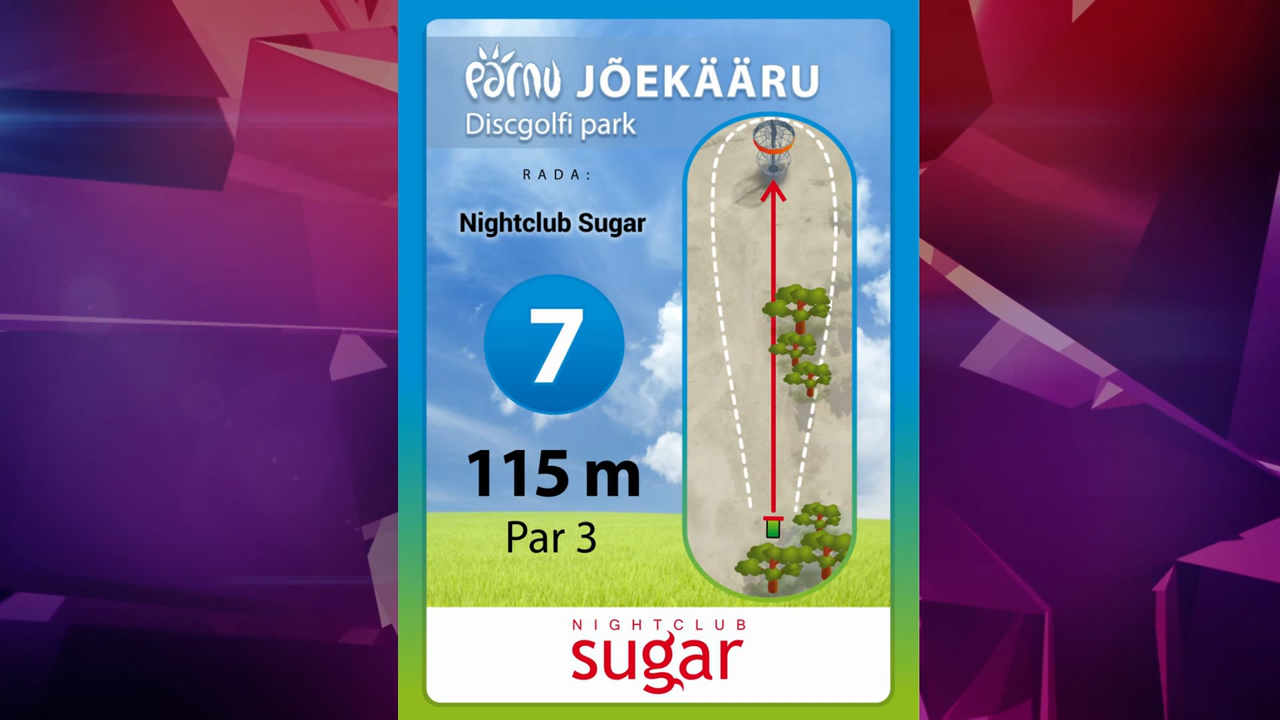 Pärnu JÕEKÄÄRU
Discgolfi park
RADA:
Nightclub Sugar
7
115 m
Par 3
NIGHTCLUB
sugar